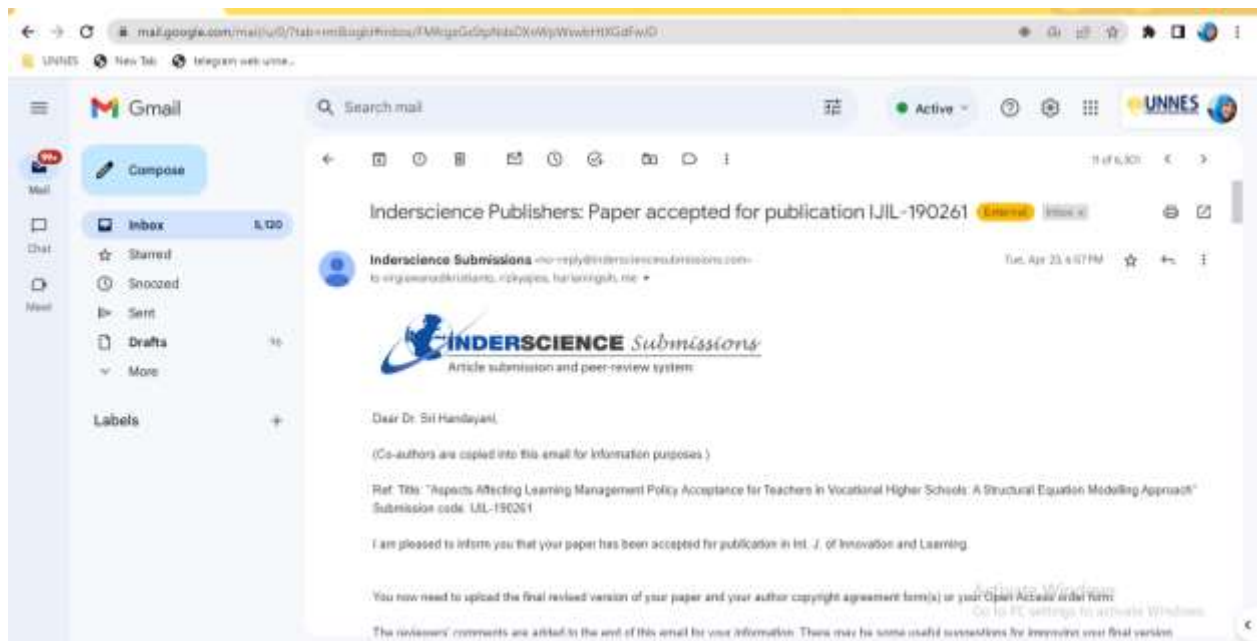 mail.google.com/mail/u/0/
UNNES
New Tab
telegram web unne...
Gmail
Search mail
Active
UNNES
99+
Mail
Compose
11 of 6,301
Inderscience Publishers: Paper accepted for publication IJIL-190261 External Inbox x
Inbox 5,120
Chat
Starred
Inderscience Submissions
Tue, Apr 23, 6:07 PM
Snoozed
Meet
Sent
Drafts
More
INDERSCIENCE Submissions
Article submission and peer-review system
Labels +
Dear Dr. Sri Handayani,
(Co-authors are copied into this email for information purposes.)
Ref: Title: "Aspects Affecting Learning Management Policy Acceptance for Teachers in Vocational Higher Schools: A Structural Equation Modelling Approach"
Submission code: IJIL-190261
I am pleased to inform you that your paper has been accepted for publication in Int. J. of Innovation and Learning.
You now need to upload the final revised version of your paper and your author copyright agreement form(s) or your Open Access order form.
Activate Windows
Go to PC settings to activate Windows.
The reviewers' comments are added to the end of this email for your information. There may be some useful suggestions for improving your final version